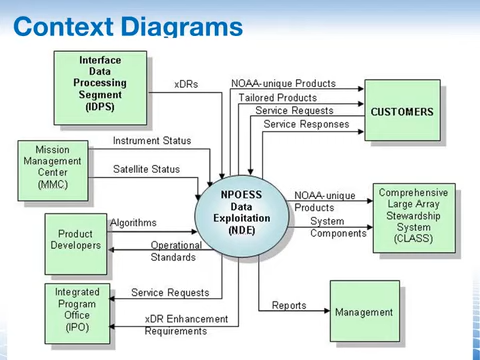 Context Diagrams
Interface
Data
Processing
Segment
(IDPS)
xDRs
NOAA-unique Products
Tailored Products
Service Requests
Service Responses
CUSTOMERS
Mission
Management
Center
(MMC)
Instrument Status
Satellite Status
NPOESS
Data
Exploitation
(NDE)
NOAA-unique
Products
System
Components
Comprehensive
Large Array
Stewardship
System
(CLASS)
Product
Developers
Algorithms
Operational
Standards
Integrated
Program
Office
(IPO)
Service Requests
xDR Enhancement
Requirements
Reports
Management